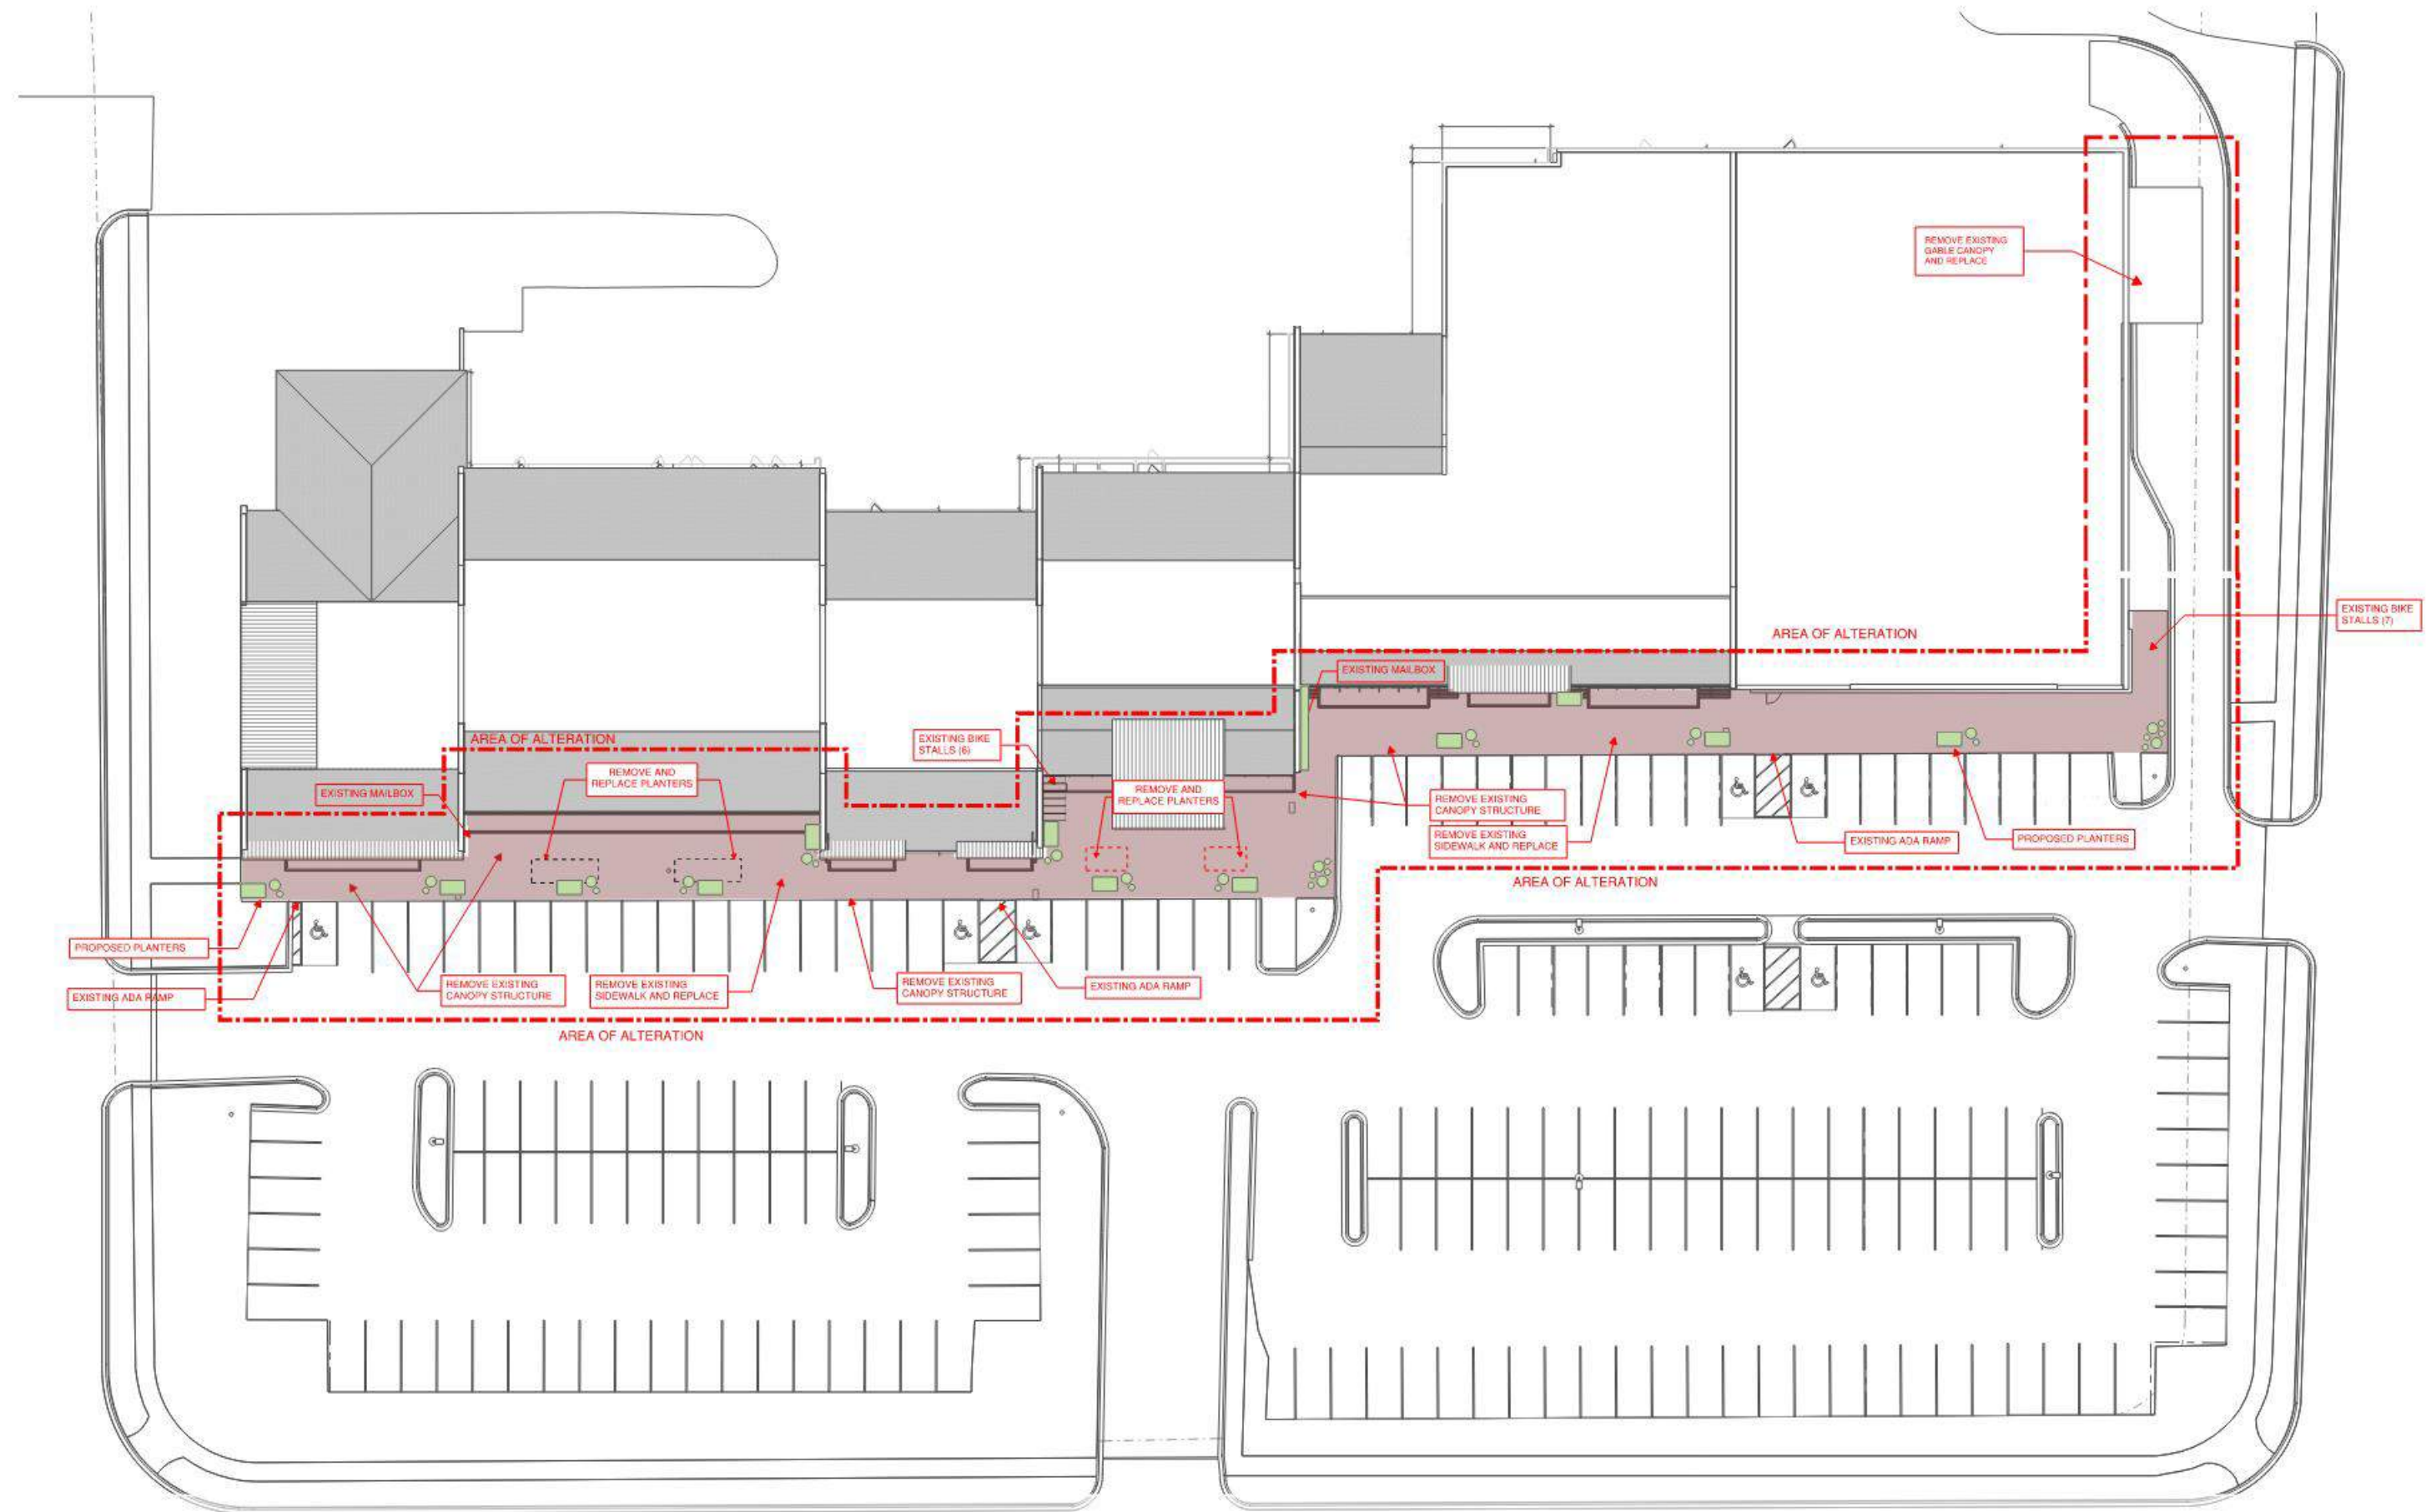 REMOVE EXISTING
GABLE CANOPY
AND REPLACE
EXISTING BIKE
STALLS (7)
AREA OF ALTERATION
EXISTING MAILBOX
AREA OF ALTERATION
EXISTING BIKE
STALLS (6)
REMOVE AND
REPLACE PLANTERS
EXISTING MAILBOX
REMOVE AND
REPLACE PLANTERS
REMOVE EXISTING
CANOPY STRUCTURE
REMOVE EXISTING
SIDEWALK AND REPLACE
EXISTING ADA RAMP
PROPOSED PLANTERS
AREA OF ALTERATION
PROPOSED PLANTERS
EXISTING ADA RAMP
REMOVE EXISTING
CANOPY STRUCTURE
REMOVE EXISTING
SIDEWALK AND REPLACE
REMOVE EXISTING
CANOPY STRUCTURE
EXISTING ADA RAMP
AREA OF ALTERATION